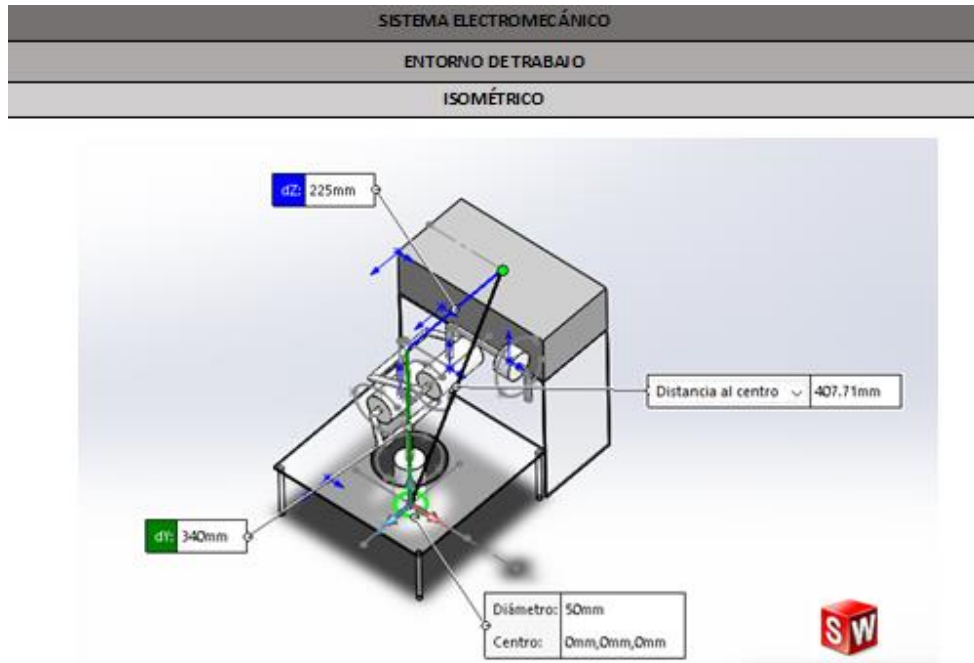 SISTEMA ELECTROMECÁNICO
ENTORNO DE TRABAJO
ISOMÉTRICO
dZ: 225mm
Distancia al centro 407.71mm
dY: 340mm
Diámetro: 50mm
Centro: 0mm,0mm,0mm
SW